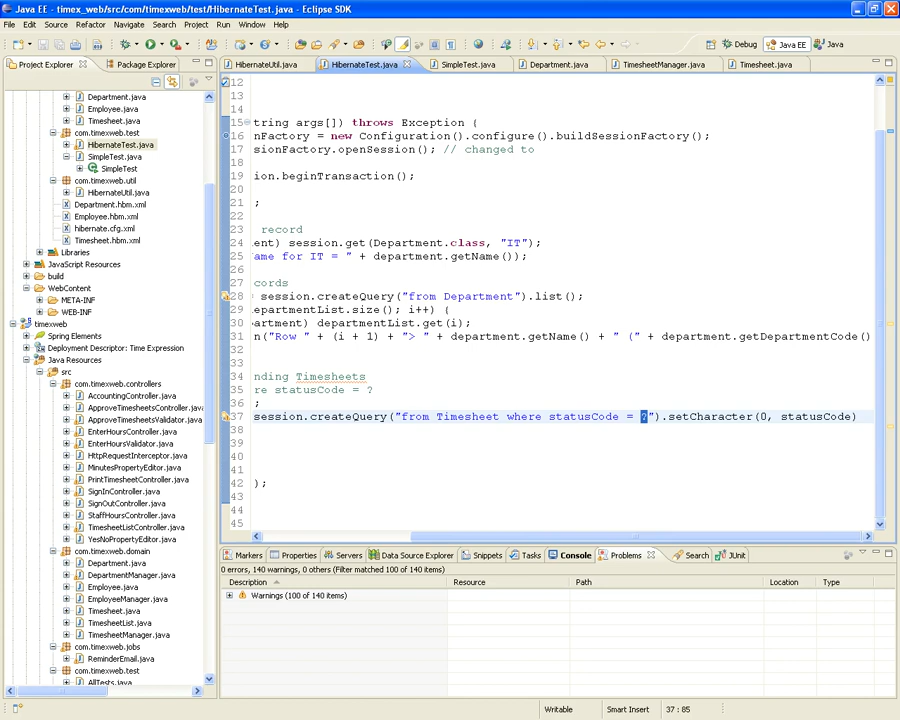 Java EE - timex_web/src/com/timexweb/test/HibernateTest.java - Eclipse SDK
File Edit Source Refactor Navigate Search Project Run Window Help
Debug Java EE Java
Project Explorer Package Explorer
HibernateUtil.java HibernateTest.java SimpleTest.java Department.java TimesheetManager.java Timesheet.java
Department.java
Employee.java
Timesheet.java
com.timexweb.test
HibernateTest.java
SimpleTest.java
SimpleTest
com.timexweb.util
HibernateUtil.java
Department.hbm.xml
Employee.hbm.xml
hibernate.cfg.xml
Timesheet.hbm.xml
Libraries
JavaScript Resources
build
WebContent
META-INF
WEB-INF
timexweb
Spring Elements
Deployment Descriptor: Time Expression
Java Resources
src
com.timexweb.controllers
AccountingController.java
ApproveTimesheetsController.java
ApproveTimesheetsValidator.java
EnterHoursController.java
EnterHoursValidator.java
HttpRequestInterceptor.java
MinutesPropertyEditor.java
PrintTimesheetController.java
SignInController.java
SignOutController.java
StaffHoursController.java
TimesheetListController.java
YesNoPropertyEditor.java
com.timexweb.domain
Department.java
DepartmentManager.java
Employee.java
EmployeeManager.java
Timesheet.java
TimesheetList.java
TimesheetManager.java
com.timexweb.jobs
ReminderEmail.java
com.timexweb.test
AllTests.java
12
13
14
15 tring args[]) throws Exception {
16 nFactory = new Configuration().configure().buildSessionFactory();
17 sionFactory.openSession(); // changed to
18
19 ion.beginTransaction();
20
21 ;
22
23 record
24 ent) session.get(Department.class, "IT");
25 ame for IT = " + department.getName());
26
27 cords
28 session.createQuery("from Department").list();
29 epartmentList.size(); i++) {
30 artment) departmentList.get(i);
31 n("Row " + (i + 1) + "> " + department.getName() + " (" + department.getDepartmentCode()
32
33
34 nding Timesheets
35 re statusCode = ?
36 ;
37 session.createQuery("from Timesheet where statusCode = ?").setCharacter(0, statusCode)
38
39
40
41
42 );
43
44
45
Markers Properties Servers Data Source Explorer Snippets Tasks Console Problems Search JUnit
0 errors, 140 warnings, 0 others (Filter matched 100 of 140 items)
Description Resource Path Location Type
Warnings (100 of 140 items)
Writable Smart Insert 37 : 85